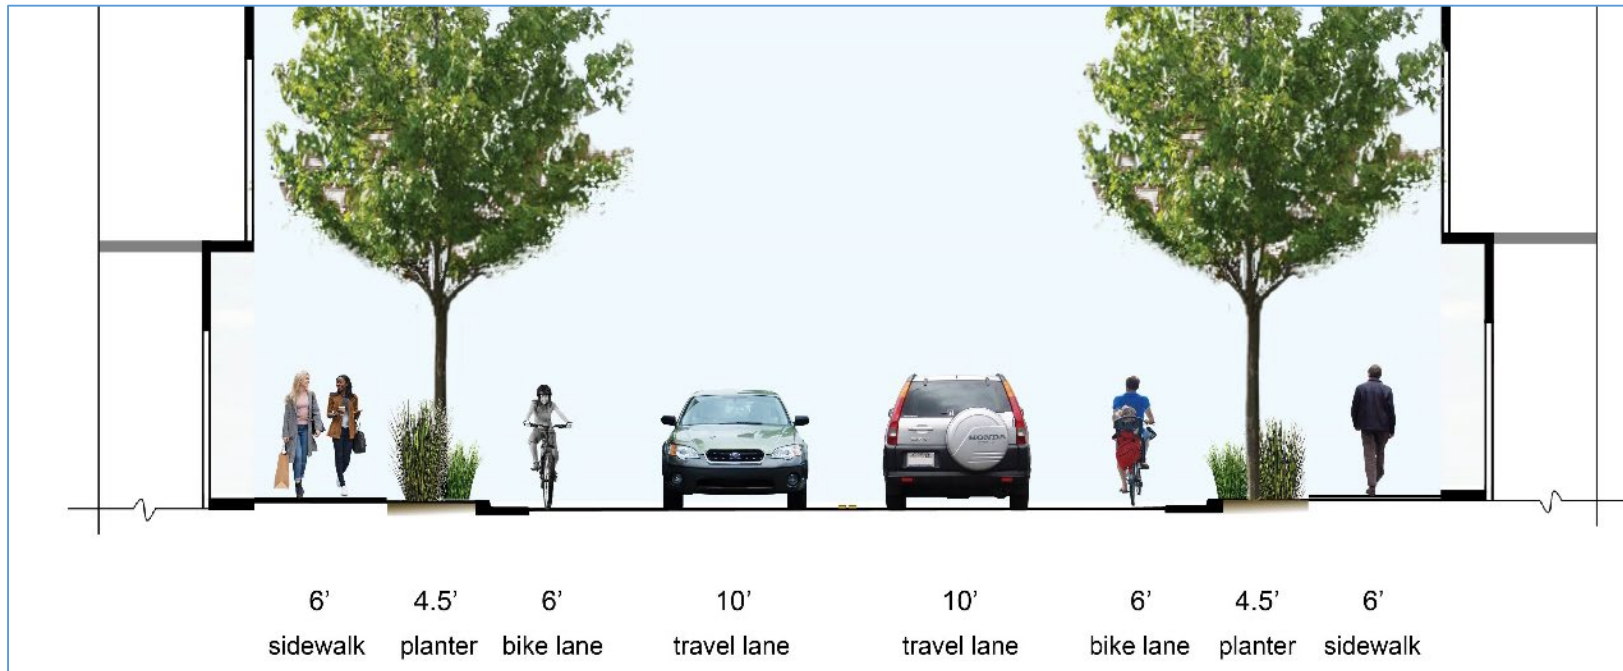 HONDA
6’ 4.5’ 6’ 10’ 10’ 6’ 4.5’ 6’
sidewalk planter bike lane travel lane travel lane bike lane planter sidewalk